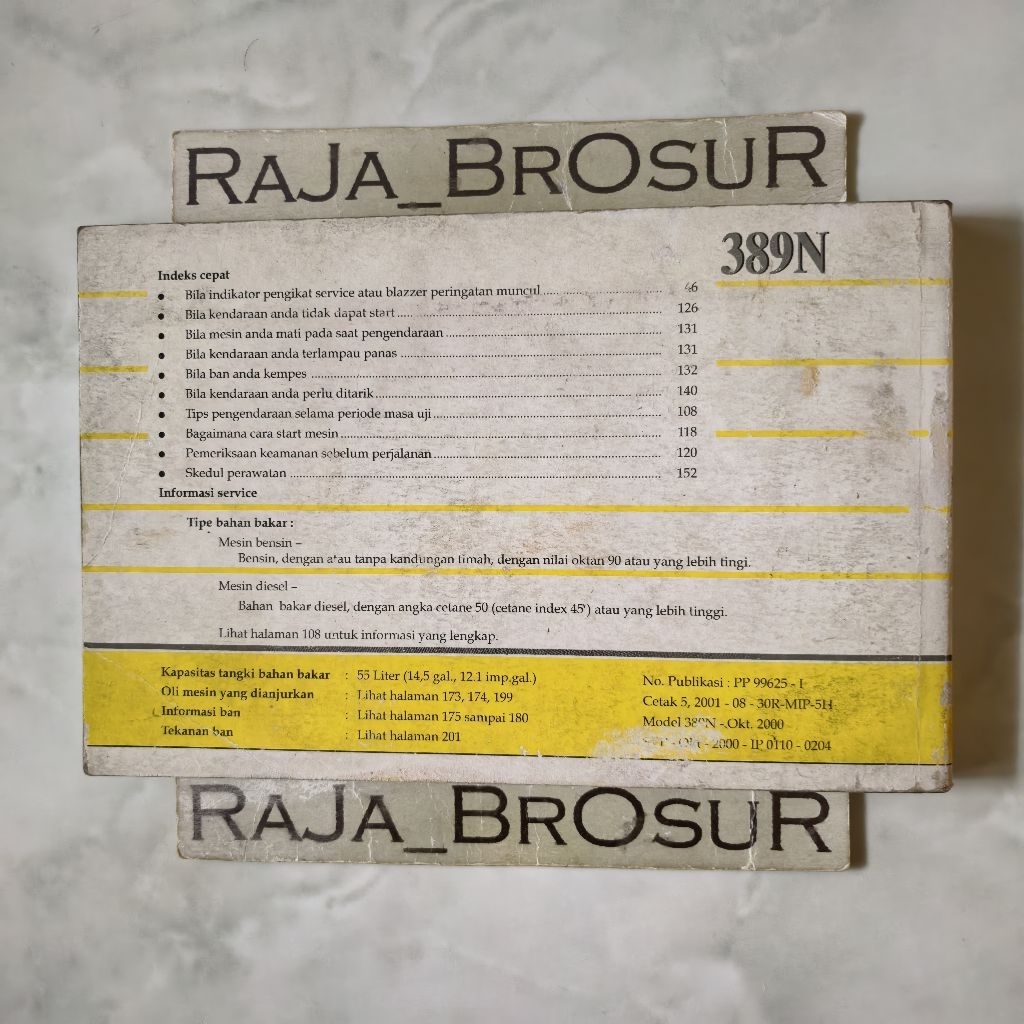 RAJA_BROSUR
389N
Indeks cepat
• Bila indikator pengikat service atau blazzer peringatan muncul 46
• Bila kendaraan anda tidak dapat start 126
• Bila mesin anda mati pada saat pengendaraan 131
• Bila kendaraan anda terlampau panas 131
• Bila ban anda kempes 132
• Bila kendaraan anda perlu ditarik 140
• Tips pengendaraan selama periode masa uji 108
• Bagaimana cara start mesin 118
• Pemeriksaan keamanan sebelum perjalanan 120
• Skedul perawatan 152
Informasi service
Tipe bahan bakar :
Mesin bensin –
Bensin, dengan atau tanpa kandungan timah, dengan nilai oktan 90 atau yang lebih tingi.
Mesin diesel –
Bahan bakar diesel, dengan angka cetane 50 (cetane index 45) atau yang lebih tinggi.
Lihat halaman 108 untuk informasi yang lengkap.
Kapasitas tangki bahan bakar : 55 Liter (14,5 gal., 12.1 imp.gal.)
Oli mesin yang dianjurkan : Lihat halaman 173, 174, 199
Informasi ban : Lihat halaman 175 sampai 180
Tekanan ban : Lihat halaman 201
No. Publikasi : PP 99625 - I
Cetak 5, 2001 - 08 - 30R-MIP-5H
Model 389N - Okt. 2000
- 2000 - IP 0110 - 0204
RAJA_BROSUR